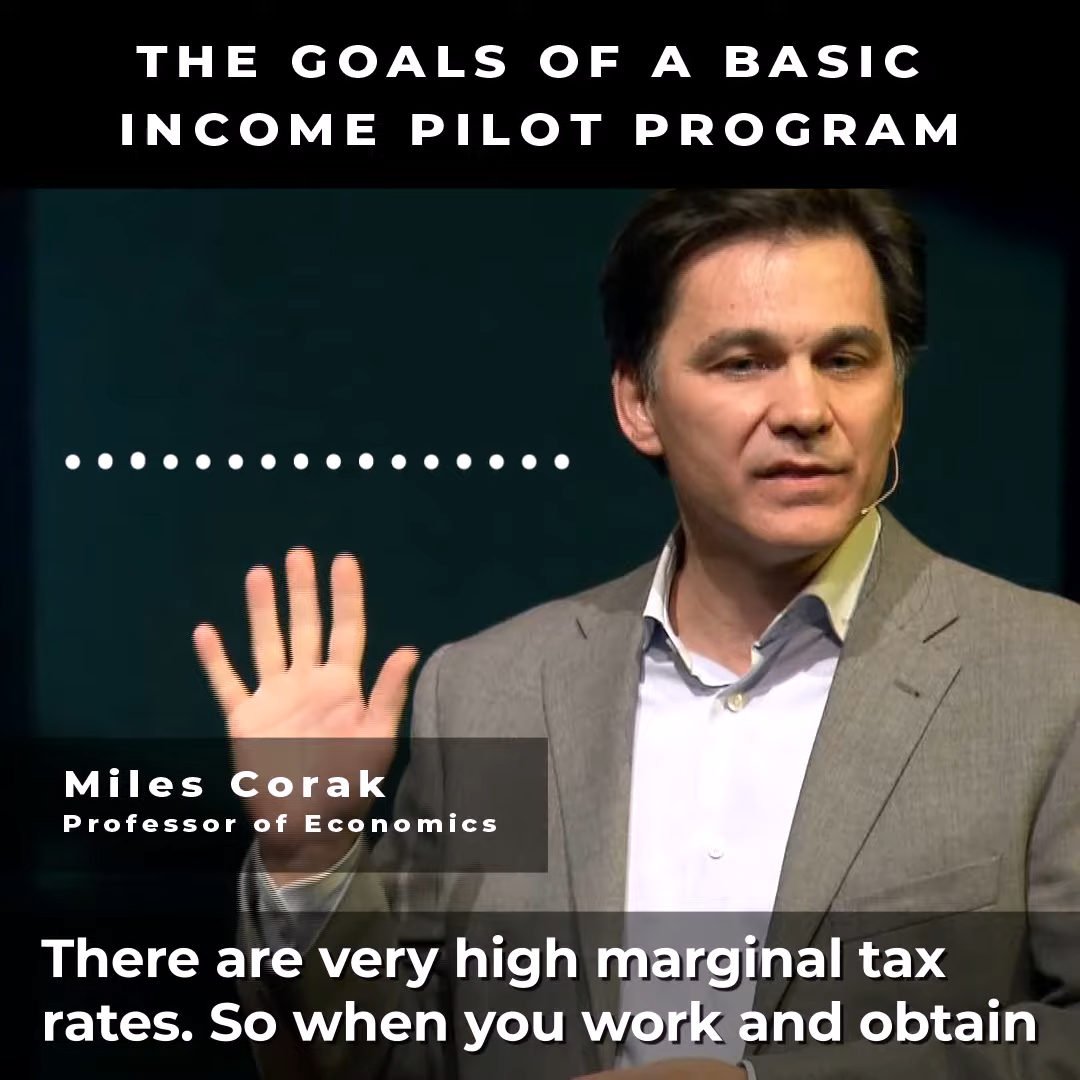 THE GOALS OF A BASIC
INCOME PILOT PROGRAM
Miles Corak
Professor of Economics
There are very high marginal tax
rates. So when you work and obtain